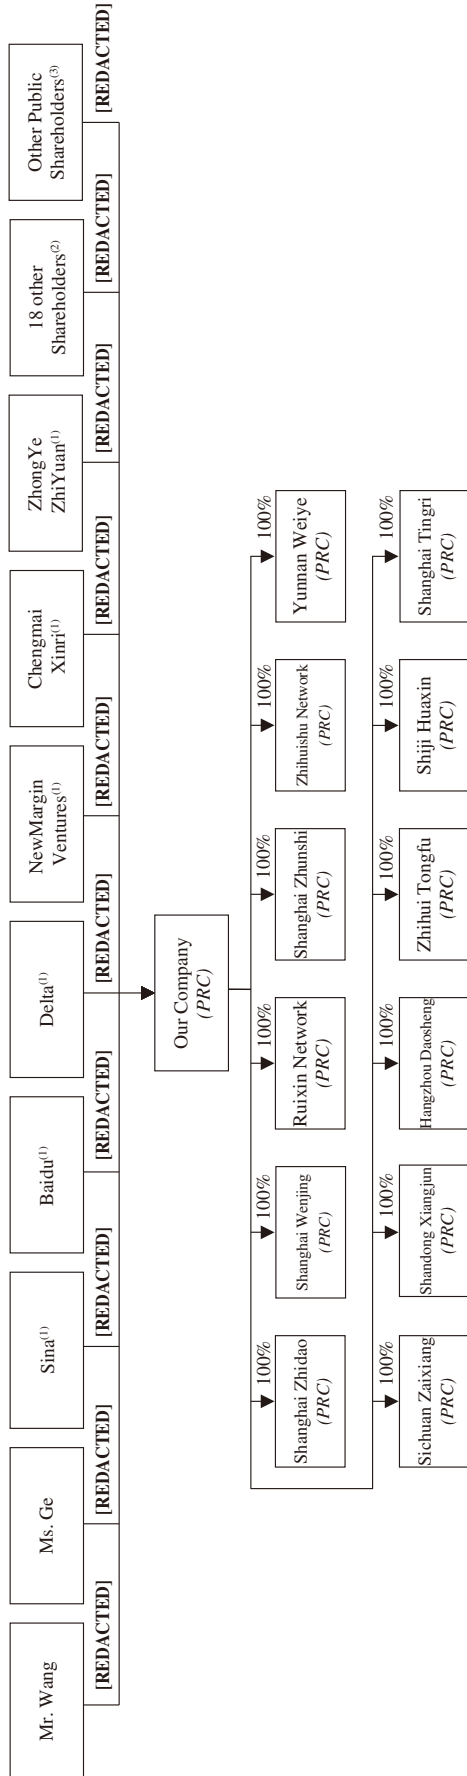 Mr. Wang
Ms. Ge
Sina(1)
Baidu(1)
Delta(1)
NewMargin
Ventures(1)
Chengmai
Xinri(1)
ZhongYe
ZhiYuan(1)
18 other
Shareholders(2)
Other Public
Shareholders(3)
[REDACTED]
[REDACTED]
[REDACTED]
[REDACTED]
[REDACTED]
[REDACTED]
[REDACTED]
[REDACTED]
[REDACTED]
[REDACTED]
Our Company
(PRC)
100%
100%
100%
100%
100%
100%
Shanghai Zhidao
(PRC)
Shanghai Wenjing
(PRC)
Ruixin Network
(PRC)
Shanghai Zhunshi
(PRC)
Zhihuishu Network
(PRC)
Yunnan Weiye
(PRC)
100%
100%
100%
100%
100%
100%
Sichuan Zaixiang
(PRC)
Shandong Xiangjun
(PRC)
Hangzhou Daosheng
(PRC)
Zhihui Tongfu
(PRC)
Shiji Huaxin
(PRC)
Shanghai Tingri
(PRC)